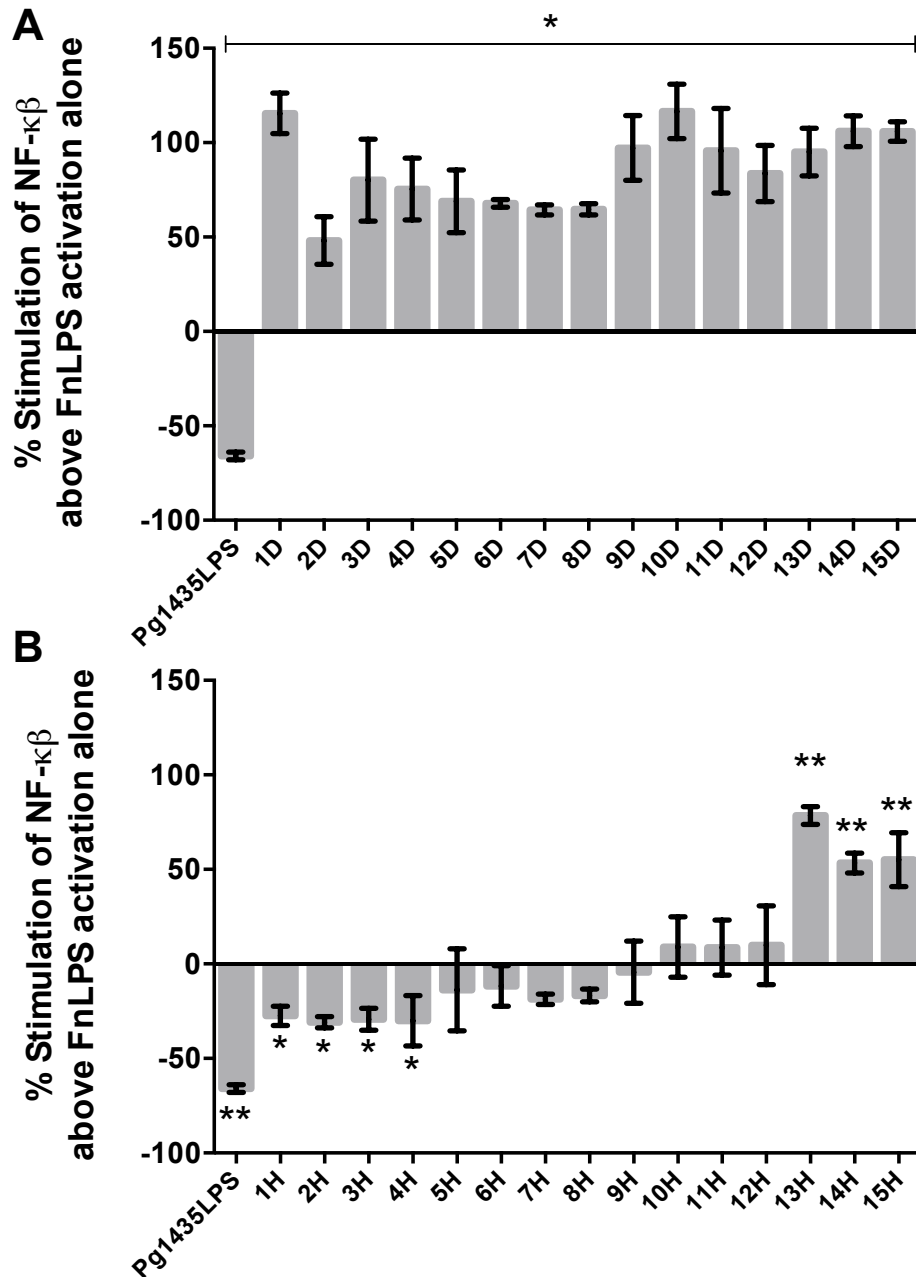 A
% Stimulation of NF-κβ
above FnLPS activation alone
*
150
100
50
0
-50
-100
Pg1435LPS
1D
2D
3D
4D
5D
6D
7D
8D
9D
10D
11D
12D
13D
14D
15D
B
% Stimulation of NF-κβ
above FnLPS activation alone
150
100
50
0
-50
-100
**
*
*
*
*
**
**
**
Pg1435LPS
1H
2H
3H
4H
5H
6H
7H
8H
9H
10H
11H
12H
13H
14H
15H